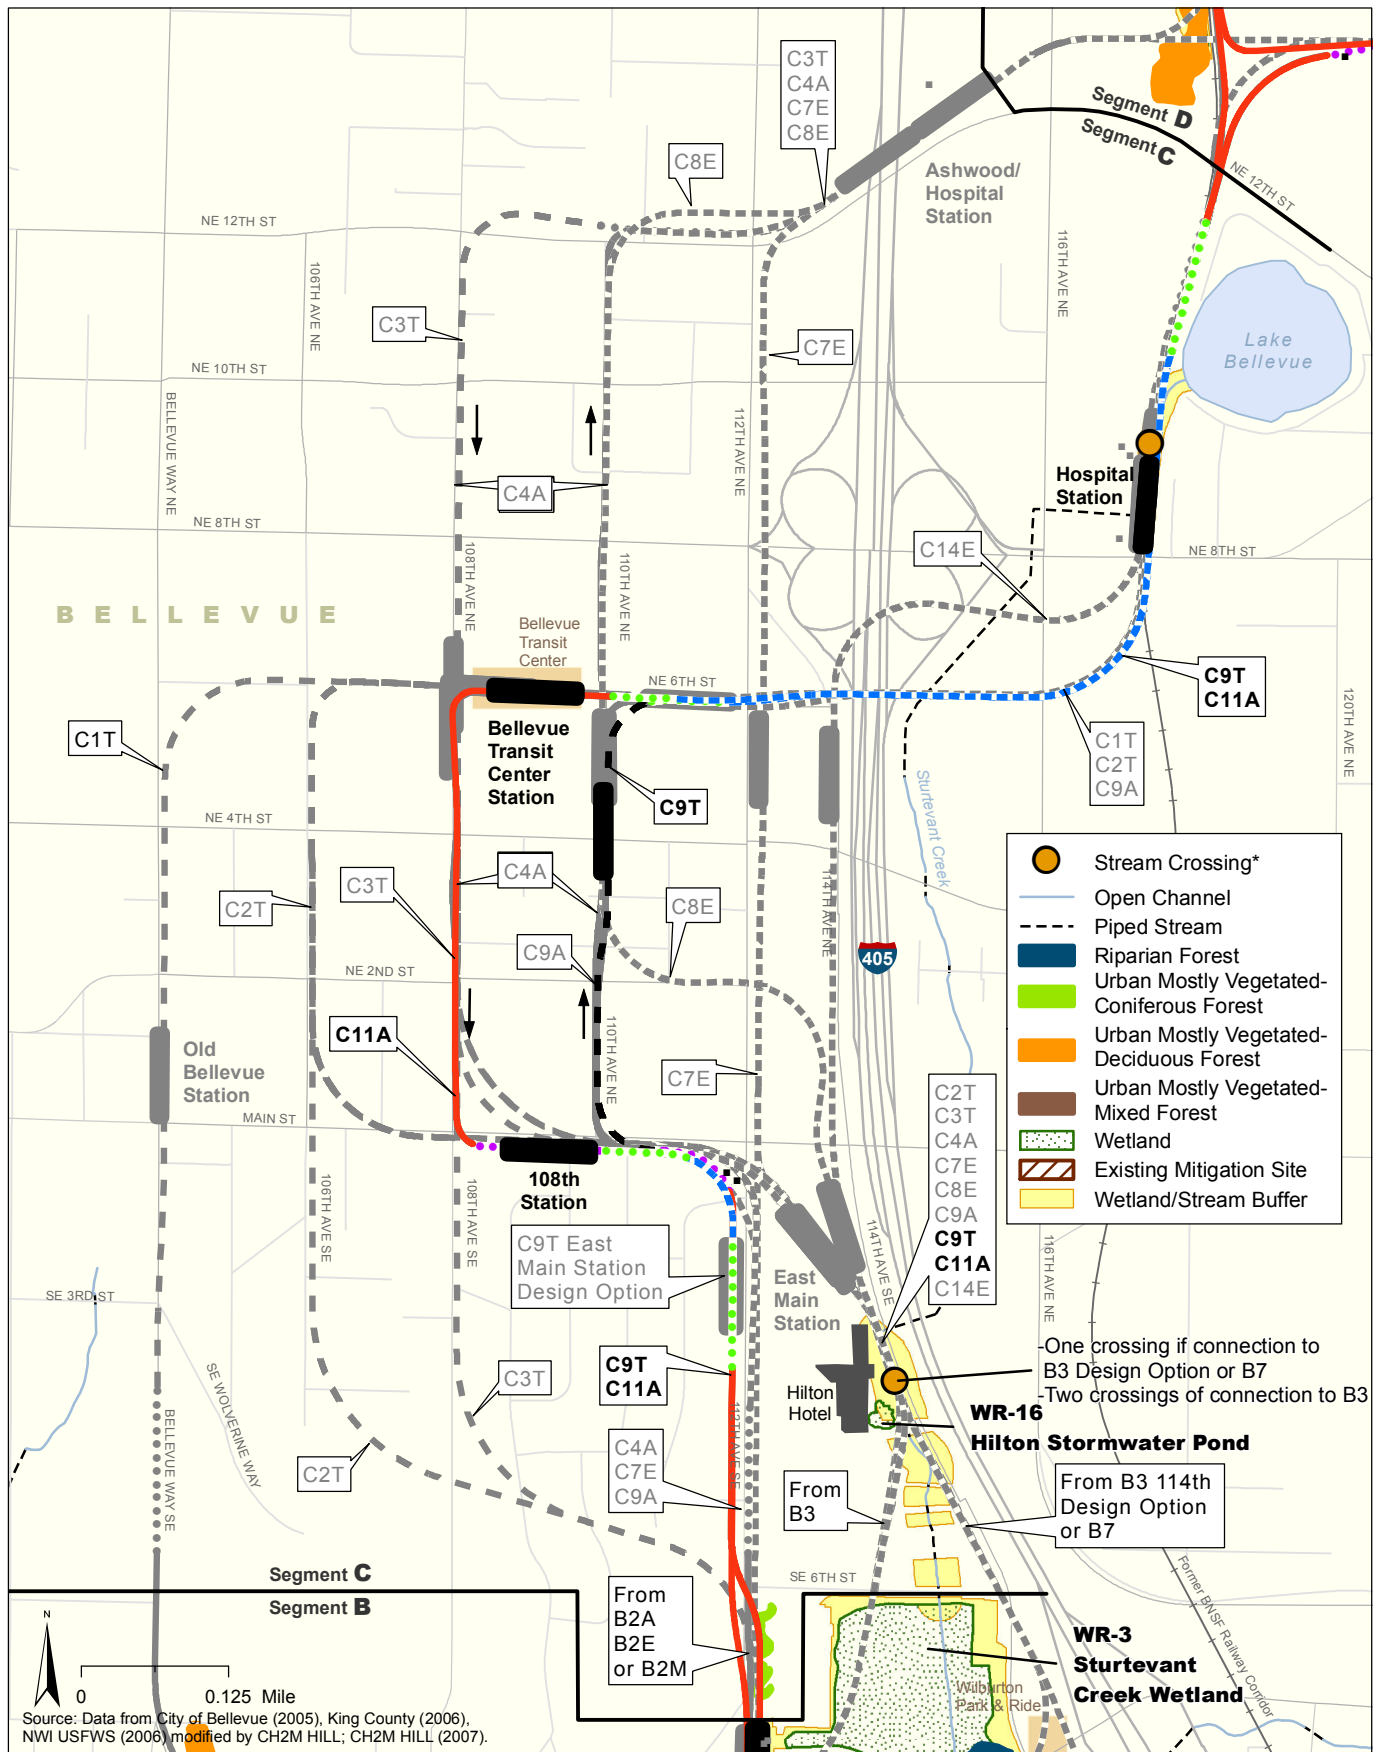 C3T
C4A
C7E
C8E
Segment D
Segment C
C8E
Ashwood/
Hospital
Station
NE 12TH ST
NE 12TH ST
116TH AVE NE
106TH AVE NE
C3T
C7E
Lake
Bellevue
NE 10TH ST
BELLEVUE WAY NE
112TH AVE NE
Hospital
Station
C4A
NE 8TH ST
C14E
NE 8TH ST
108TH AVE NE
110TH AVE NE
BELLEVUE
Bellevue
Transit
Center
NE 6TH ST
C9T
C11A
120TH AVE NE
C1T
Bellevue
Transit
Center
Station
C1T
C2T
C9A
C9T
Sturtevant Creek
NE 4TH ST
114TH AVE NE
C4A
C3T
C2T
C8E
405
C9A
NE 2ND ST
C11A
Old
Bellevue
Station
110TH AVE NE
C7E
MAIN ST
Stream Crossing*
Open Channel
Piped Stream
Riparian Forest
Urban Mostly Vegetated-
Coniferous Forest
Urban Mostly Vegetated-
Deciduous Forest
Urban Mostly Vegetated-
Mixed Forest
Wetland
Existing Mitigation Site
Wetland/Stream Buffer
C2T
C3T
C4A
C7E
C8E
C9A
C9T
C11A
C14E
108th
Station
106TH AVE SE
108TH AVE SE
114TH AVE SE
116TH AVE NE
C9T East
Main Station
Design Option
East
Main
Station
SE 3RD ST
-One crossing if connection to
B3 Design Option or B7
-Two crossings of connection to B3
C9T
C11A
C3T
SE WOLVERINE WAY
Hilton
Hotel
WR-16
Hilton Stormwater Pond
BELLEVUE WAY SE
112TH AVE SE
C2T
C4A
C7E
C9A
From
B3
From B3 114th
Design Option
or B7
Segment C
Segment B
SE 6TH ST
Former BNSF Railway Corridor
From
B2A
B2E
or B2M
WR-3
Sturtevant
Creek Wetland
Wilburton
Park & Ride
N
0 0.125 Mile
Source: Data from City of Bellevue (2005), King County (2006),
NWI USFWS (2006) modified by CH2M HILL; CH2M HILL (2007).